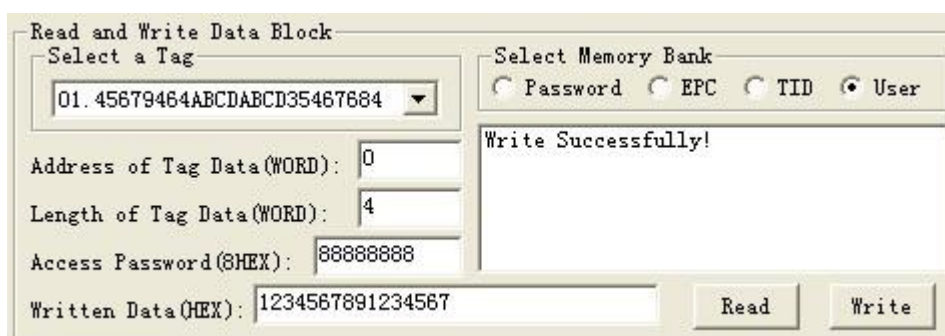 Read and Write Data Block
Select a Tag
01.45679464ABCDABCD35467684
Select Memory Bank
Password EPC TID User
Address of Tag Data(WORD): 0
Length of Tag Data(WORD): 4
Access Password(8HEX): 88888888
Write Successfully!
Written Data(HEX): 1234567891234567
Read Write